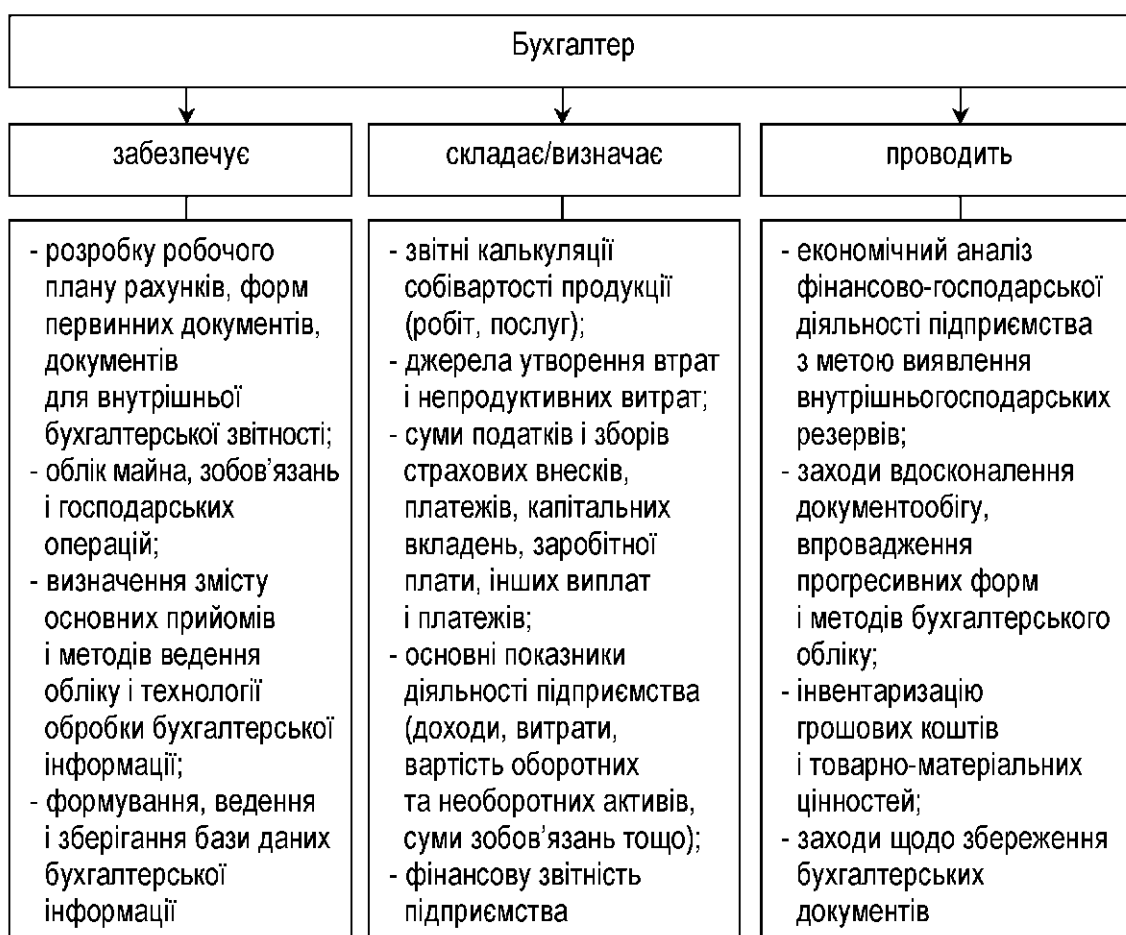 Бухгалтер
забезпечує
складає/визначає
проводить
- розробку робочого
плану рахунків, форм
первинних документів,
документів
для внутрішньої
бухгалтерської звітності;
- облік майна, зобов’язань
і господарських
операцій;
- визначення змісту
основних прийомів
і методів ведення
обліку і технології
обробки бухгалтерської
інформації;
- формування, ведення
і зберігання бази даних
бухгалтерської
інформації
- звітні калькуляції
собівартості продукції
(робіт, послуг);
- джерела утворення втрат
і непродуктивних витрат;
- суми податків і зборів
страхових внесків,
платежів, капітальних
вкладень, заробітної
плати, інших виплат
і платежів;
- основні показники
діяльності підприємства
(доходи, витрати,
вартість оборотних
та необоротних активів,
суми зобов’язань тощо);
- фінансову звітність
підприємства
- економічний аналіз
фінансово-господарської
діяльності підприємства
з метою виявлення
внутрішньогосподарських
резервів;
- заходи вдосконалення
документообігу,
впровадження
прогресивних форм
і методів бухгалтерського
обліку;
- інвентаризацію
грошових коштів
і товарно-матеріальних
цінностей;
- заходи щодо збереження
бухгалтерських
документів